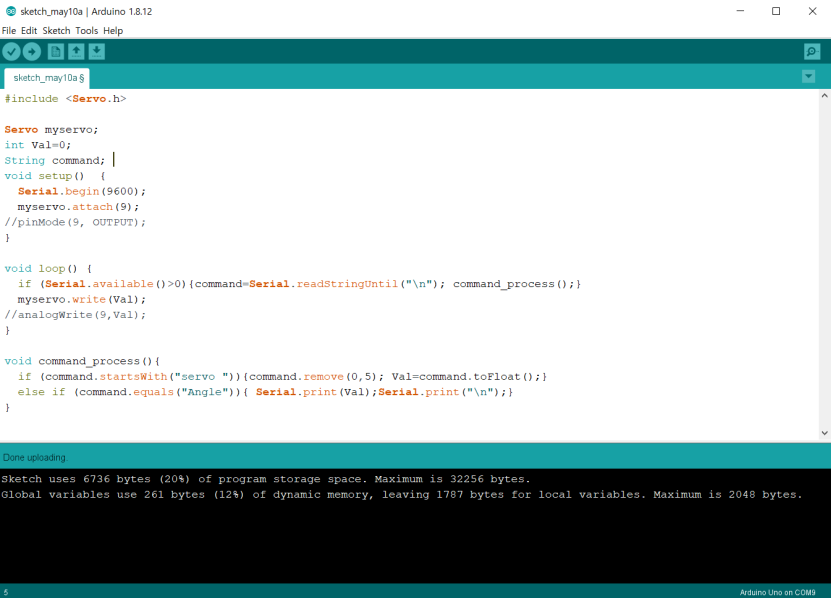 sketch_may10a | Arduino 1.8.12
File Edit Sketch Tools Help
sketch_may10a §
#include <Servo.h>
Servo myservo;
int Val=0;
String command;
void setup()  {
  Serial.begin(9600);
  myservo.attach(9);
//pinMode(9, OUTPUT);
}
void loop() {
  if (Serial.available()>0){command=Serial.readStringUntil("\n"); command_process();}
  myservo.write(Val);
//analogWrite(9,Val);
}
void command_process(){
  if (command.startsWith("servo ")){command.remove(0,5); Val=command.toFloat();}
  else if (command.equals("Angle")){ Serial.print(Val);Serial.print("\n");}
}
Done uploading.
Sketch uses 6736 bytes (20%) of program storage space. Maximum is 32256 bytes.
Global variables use 261 bytes (12%) of dynamic memory, leaving 1787 bytes for local variables. Maximum is 2048 bytes.
5
Arduino Uno on COM9